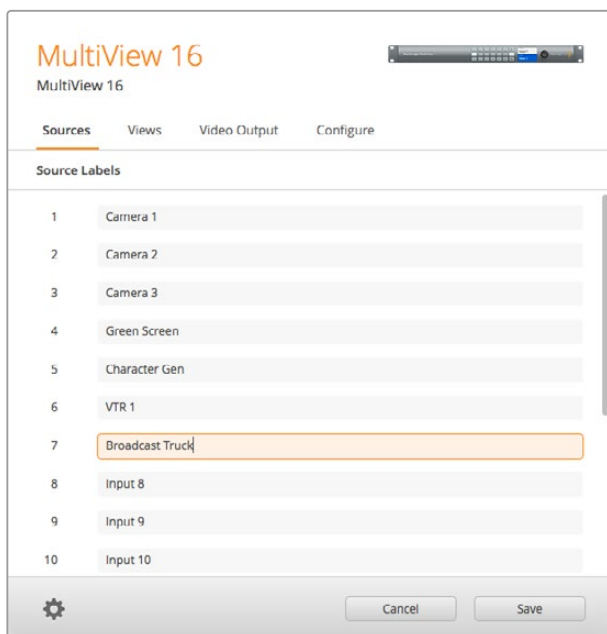 MultiView 16
MultiView 16
Sources Views Video Output Configure
Source Labels
1 Camera 1
2 Camera 2
3 Camera 3
4 Green Screen
5 Character Gen
6 VTR 1
7 Broadcast Truck
8 Input 8
9 Input 9
10 Input 10
Cancel Save